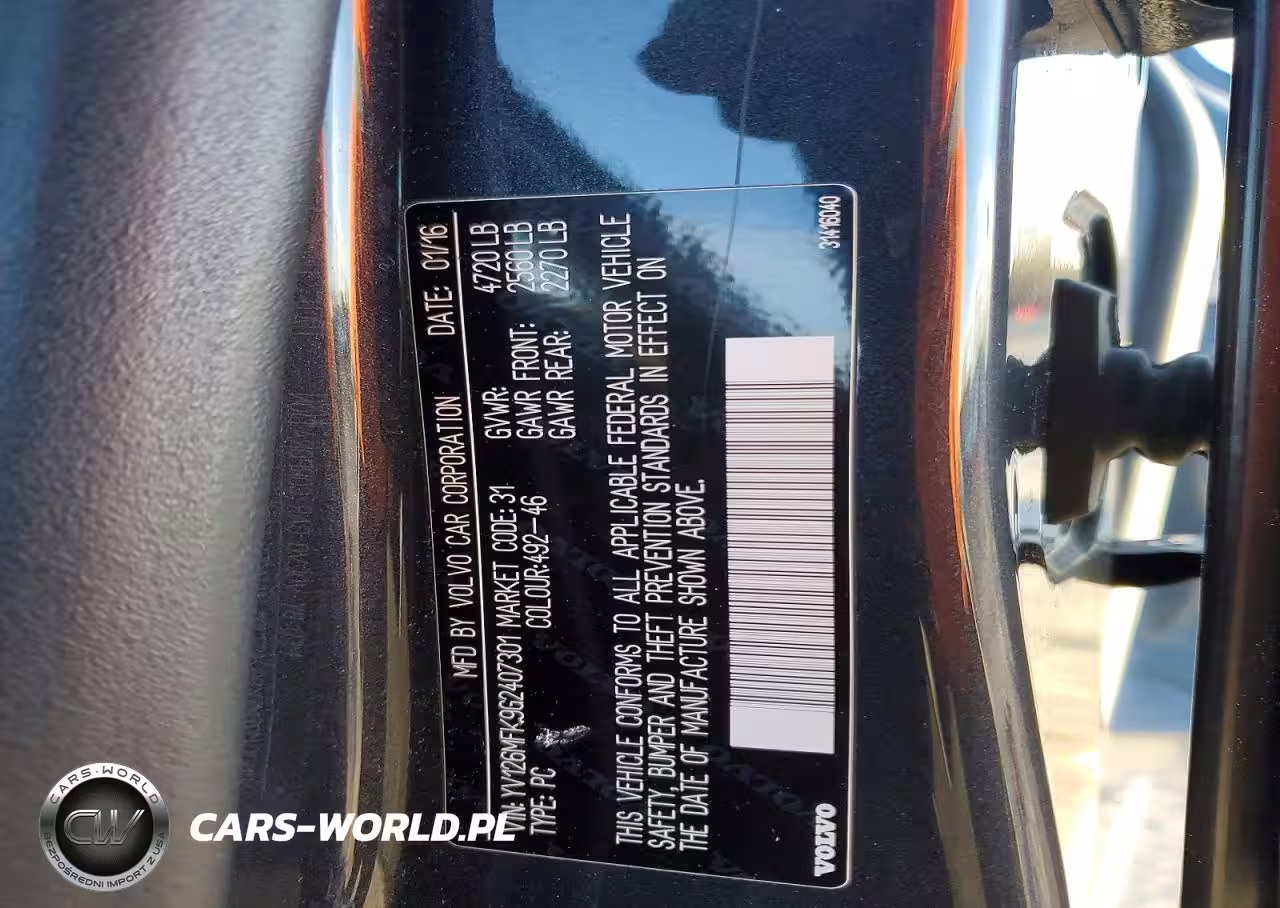 MFD BY VOLVO CAR CORPORATION DATE: 01/16
VIN: YV126MFK9G2407301 MARKET CODE:31 GVWR: 4720 LB
TYPE: PC COLOUR:492-46 GAWR FRONT: 2560 LB
GAWR REAR: 2270 LB
THIS VEHICLE CONFORMS TO ALL APPLICABLE FEDERAL MOTOR VEHICLE
SAFETY, BUMPER AND THEFT PREVENTION STANDARDS IN EFFECT ON
THE DATE OF MANUFACTURE SHOWN ABOVE.
VOLVO
31416040
CARS-WORLD
CW
BEZPOŚREDNI IMPORT Z USA
CARS-WORLD.PL